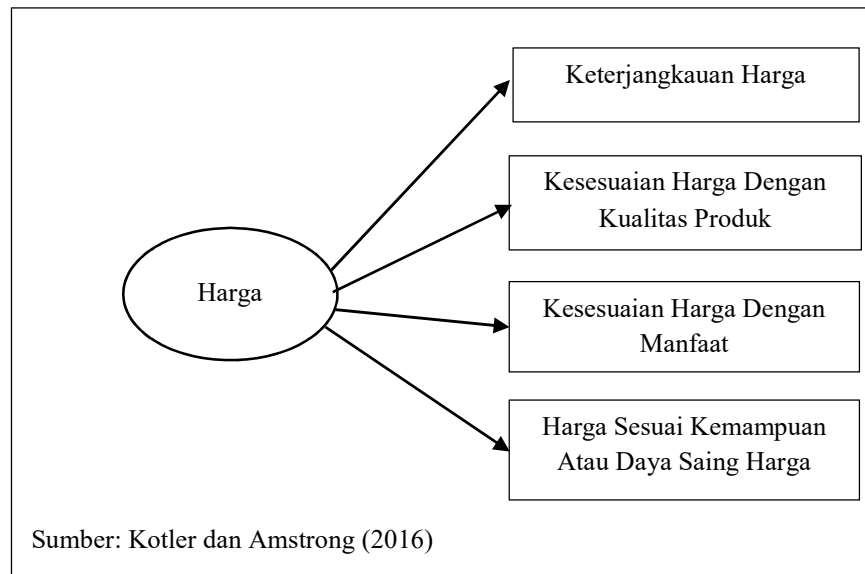 Keterjangkauan Harga
Kesesuaian Harga Dengan
Kualitas Produk
Harga
Kesesuaian Harga Dengan
Manfaat
Harga Sesuai Kemampuan
Atau Daya Saing Harga
Sumber: Kotler dan Amstrong (2016)